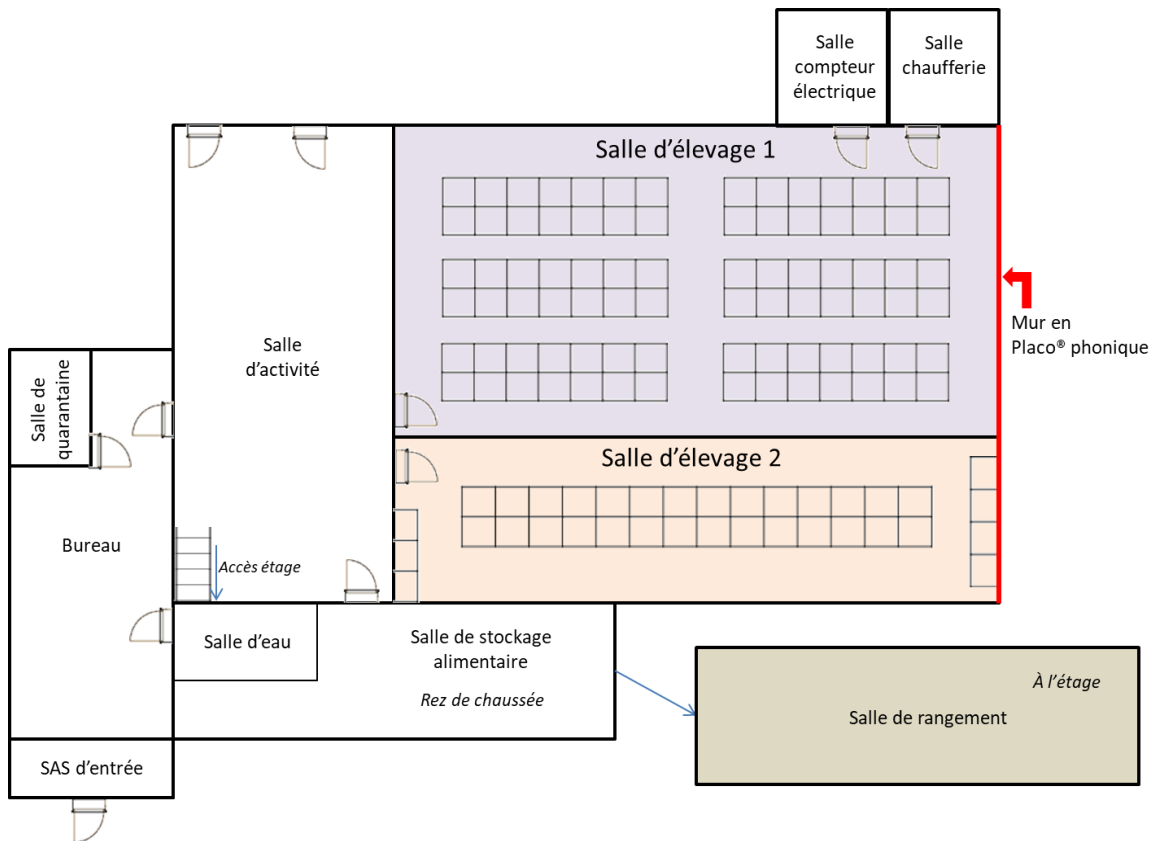 Salle
compteur
électrique
Salle
chaufferie
Salle d’élevage 1
Mur en
Placo® phonique
Salle
d’activité
Salle de
quarantaine
Salle d’élevage 2
Bureau
Accès étage
Salle d’eau
Salle de stockage
alimentaire
Rez de chaussée
À l’étage
Salle de rangement
SAS d’entrée